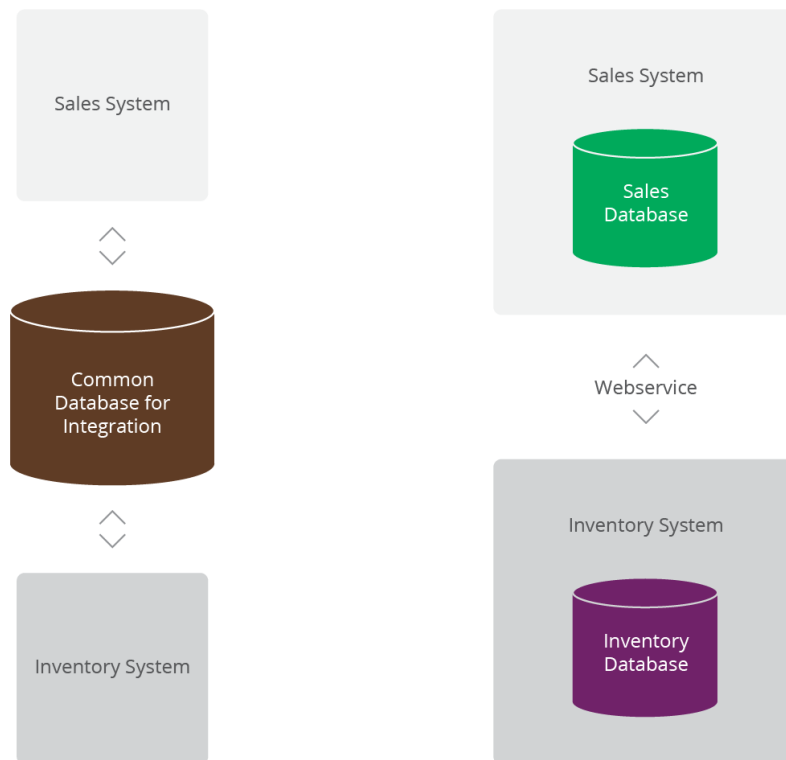 Sales System
Common
Database for
Integration
Inventory System
Sales System
Sales
Database
Webservice
Inventory System
Inventory
Database